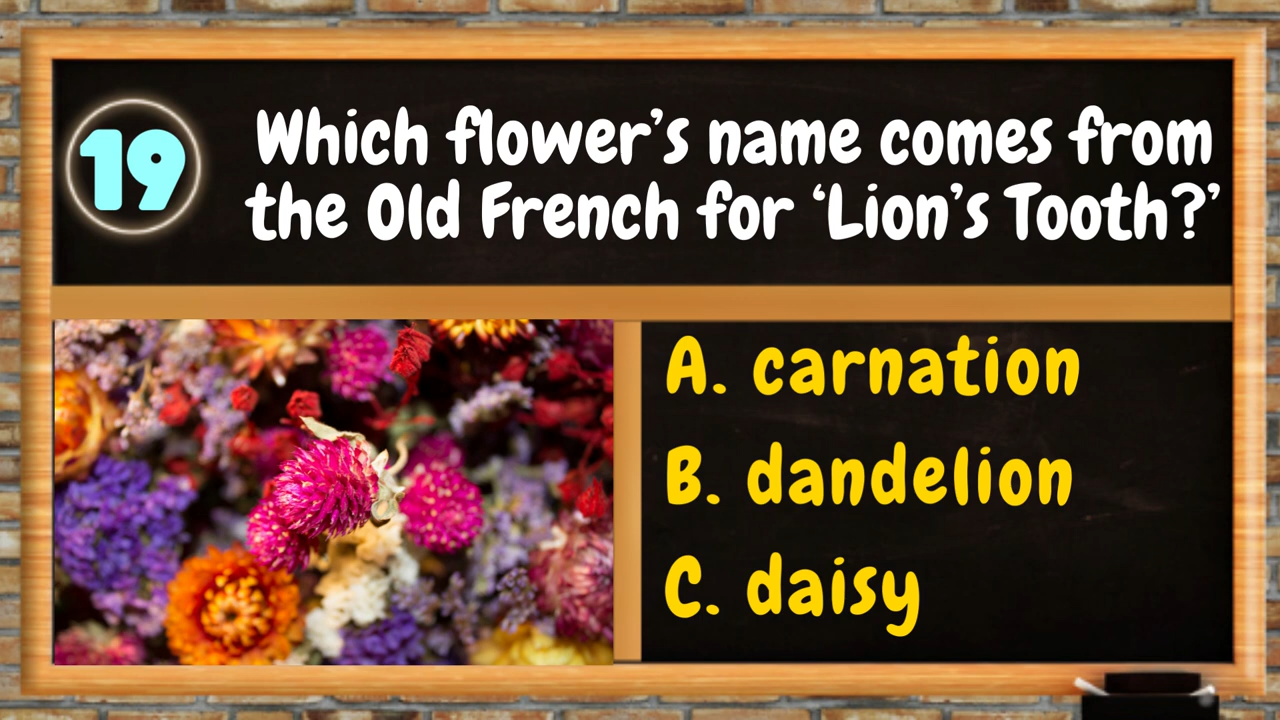 19
Which flower’s name comes from
the Old French for ‘Lion’s Tooth?’
A. carnation
B. dandelion
C. daisy